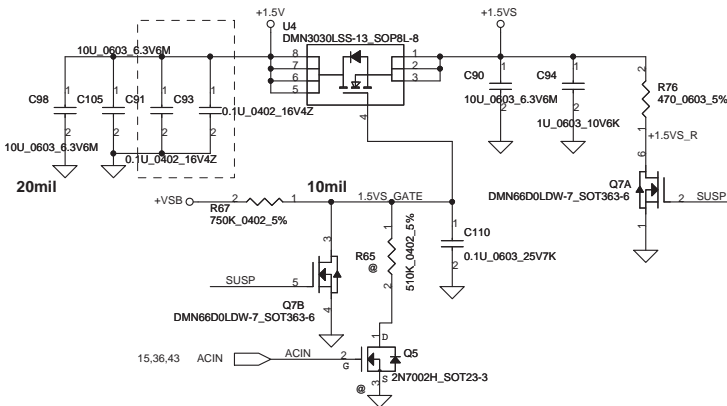 +1.5V
+1.5VS
U4
DMN3030LSS-13_SOP8L-8
10U_0603_6.3V6M
8
7
6
5
1
2
3
4
1
2
C98
1
2
C105
1
2
C91
1
2
C93
0.1U_0402_16V4Z
10U_0603_6.3V6M
0.1U_0402_16V4Z
1
2
C90
10U_0603_6.3V6M
1
2
C94
1U_0603_10V6K
2
R76
470_0603_5%
1
+1.5VS_R
6
Q7A
DMN66D0LDW-7_SOT363-6
2
SUSP
1
20mil
10mil
+VSB
2
1
R67
750K_0402_5%
1.5VS_GATE
3
SUSP
5
4
Q7B
DMN66D0LDW-7_SOT363-6
1
R65
@
510K_0402_5%
2
1
C110
0.1U_0603_25V7K
2
15,36,43
ACIN
ACIN
2
G
1
D
Q5
3
S
2N7002H_SOT23-3
@